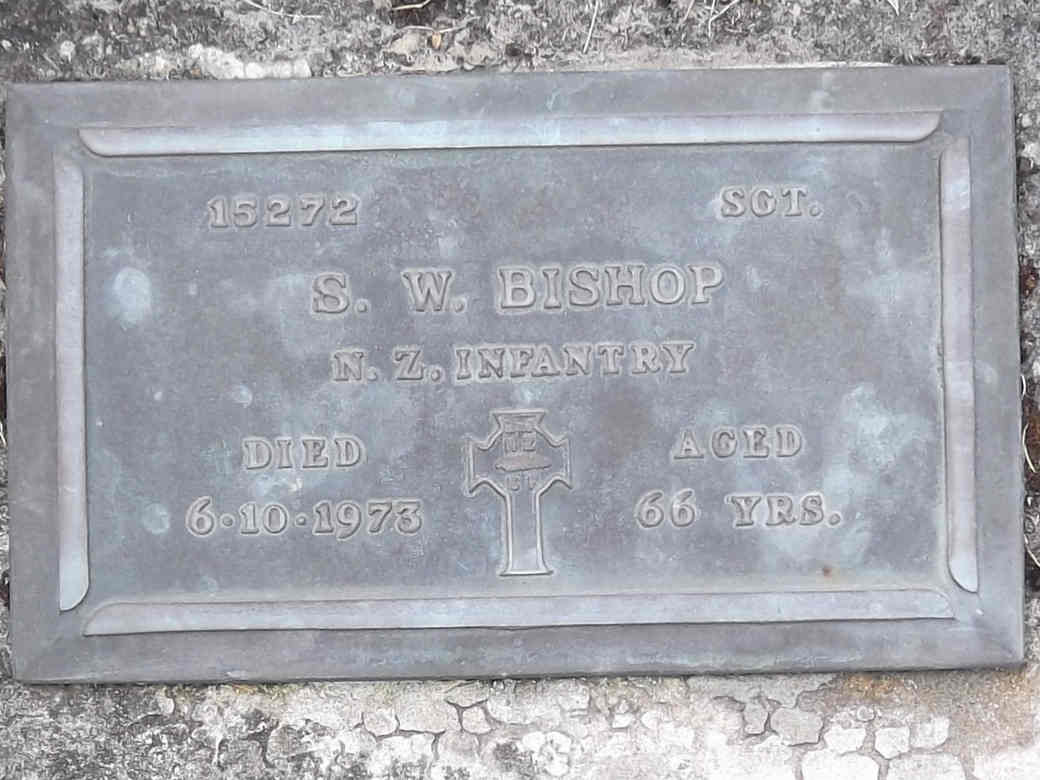 15272 SGT.
S. W. BISHOP
N. Z. INFANTRY
DIED AGED
6·10·1973 66 YRS.